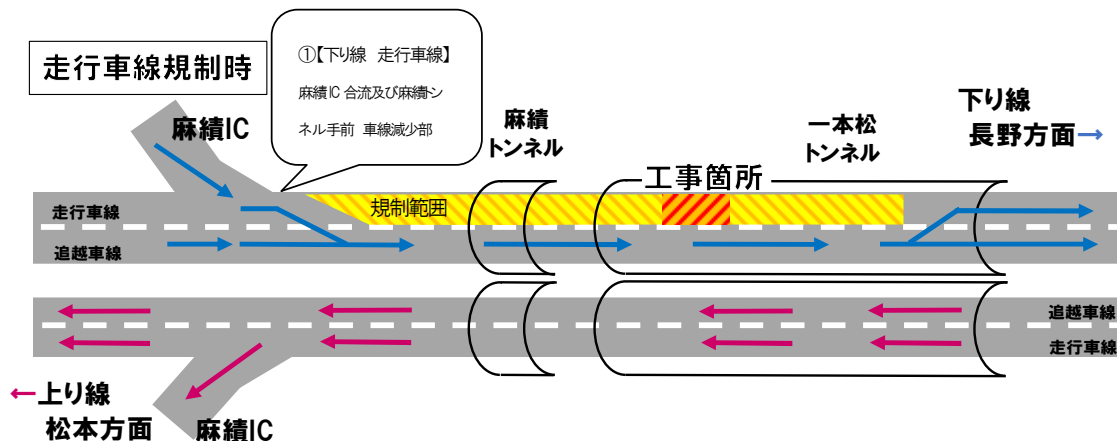 走行車線規制時
①【下り線 走行車線】
麻績IC合流及び麻績トン
ネル手前 車線減少部
麻績IC
麻績
トンネル
一本松
トンネル
下り線
長野方面→
工事箇所
規制範囲
走行車線
追越車線
追越車線
走行車線
←上り線
松本方面
麻績IC